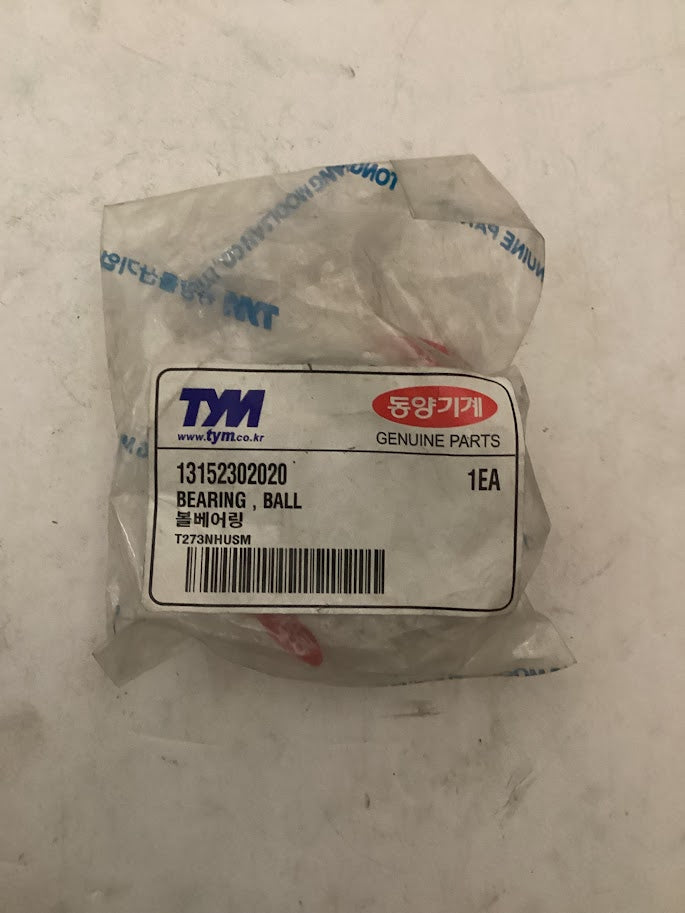 TYM
동양기계
www.tym.co.kr
GENUINE PARTS
13152302020
1EA
BEARING , BALL
볼베어링
T273NHUSM
TYM